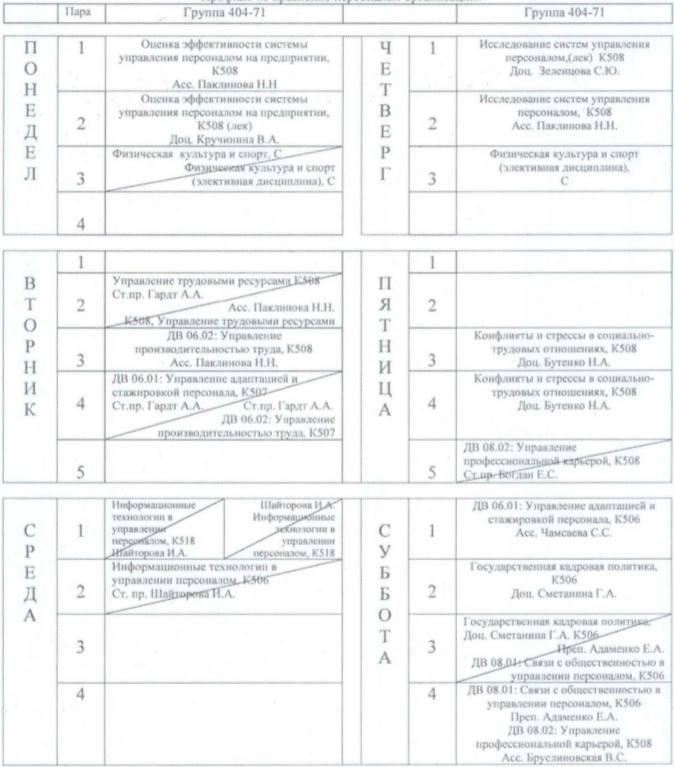 Пара
Группа 404-71
Группа 404-71
ПОНЕДЕЛ
1
Оценка эффективности системы
управления персоналом на предприятии,
К508
Асс. Паклинова Н.Н
2
Оценка эффективности системы
управления персоналом на предприятии,
К508 (лек)
Доц. Кручинина В.А.
3
Физическая культура и спорт, С
Физическая культура и спорт
(элективная дисциплина), С
4
ЧЕТВЕРГ
1
Исследование систем управления
персоналом,(лек) К508
Доц. Зеленцова С.Ю.
2
Исследование систем управления
персоналом, К508
Асс. Паклинова Н.Н.
3
Физическая культура и спорт
(элективная дисциплина),
С
ВТОРНИК
1
2
Управление трудовыми ресурсами К508
Ст.пр. Гардт А.А.
Асс. Паклинова Н.Н.
К508, Управление трудовыми ресурсами
3
ДВ 06.02: Управление
производительностью труда, К508
Асс. Паклинова Н.Н.
4
ДВ 06.01: Управление адаптацией и
стажировкой персонала, К507
Ст.пр. Гардт А.А. Ст.пр. Гардт А.А.
ДВ 06.02: Управление
производительностью труда, К507
5
ПЯТНИЦА
1
2
3
Конфликты и стрессы в социально-
трудовых отношениях, К508
Доц. Бутенко Н.А.
4
Конфликты и стрессы в социально-
трудовых отношениях, К508
Доц. Бутенко Н.А.
5
ДВ 08.02: Управление
профессиональной карьерой, К508
Ст.пр. Богдан Е.С.
СРЕДА
1
Информационные
технологии в
управлении
персоналом, К518
Шайторова И.А.
Шайторова И.А.
Информационные
технологии в
управлении
персоналом, К518
2
Информационные технологии в
управлении персоналом, К506
Ст. пр. Шайторова И.А.
3
4
СУББОТА
1
ДВ 06.01: Управление адаптацией и
стажировкой персонала, К506
Асс. Чамсаева С.С.
2
Государственная кадровая политика,
К506
Доц. Сметанина Г.А.
3
Государственная кадровая политика,
Доц. Сметанина Г.А. К506
Преп. Адаменко Е.А.
ДВ 08.01: Связи с общественностью в
управлении персоналом, К506
4
ДВ 08.01: Связи с общественностью в
управлении персоналом, К506
Преп. Адаменко Е.А.
ДВ 08.02: Управление
профессиональной карьерой, К508
Асс. Бруслиновская В.С.